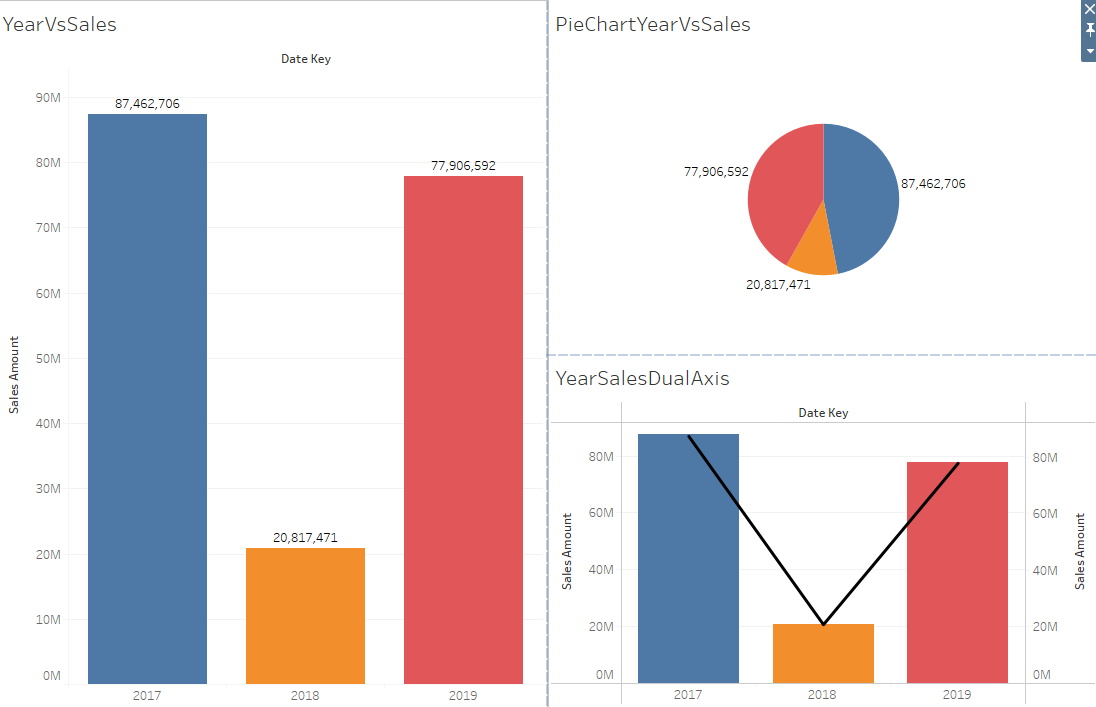 YearVsSales
Date Key
90M
80M
70M
60M
50M
40M
30M
20M
10M
0M
Sales Amount
87,462,706
20,817,471
77,906,592
2017
2018
2019
PieChartYearVsSales
77,906,592
87,462,706
20,817,471
YearSalesDualAxis
Date Key
80M
60M
40M
20M
0M
Sales Amount
2017
2018
2019
80M
60M
40M
20M
0M
Sales Amount